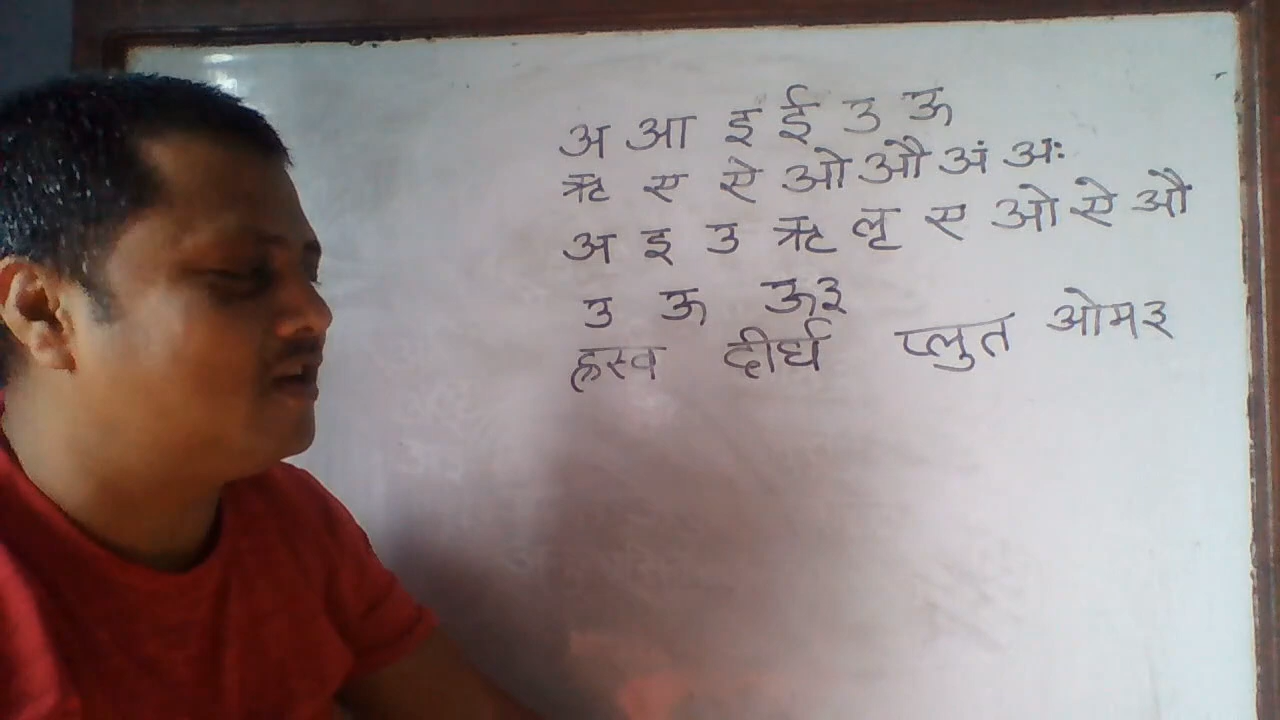 अ आ इ ई उ ऊ
ऋ ए ऐ ओ औ अं अः
अ इ उ ऋ लृ ए ओ ऐ औ
उ ऊ ऊ३
ह्रस्व दीर्घ प्लुत ओम३